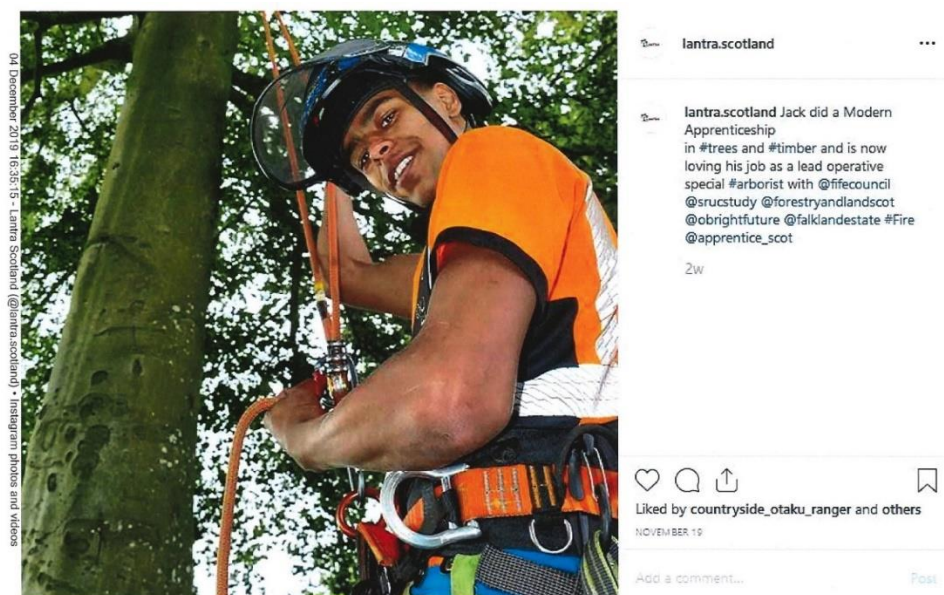 04 December 2019 16:35:15 - Lantra Scotland (@lantra.scotland) • Instagram photos and videos
lantra.scotland
lantra.scotland Jack did a Modern
Apprenticeship
in #trees and #timber and is now
loving his job as a lead operative
special #arborist with @fifecouncil
@srucstudy @forestryandlandscot
@obrightfuture @falklandestate #Fire
@apprentice_scot
2w
Liked by countryside_otaku_ranger and others
NOVEMBER 19
Add a comment...
Post